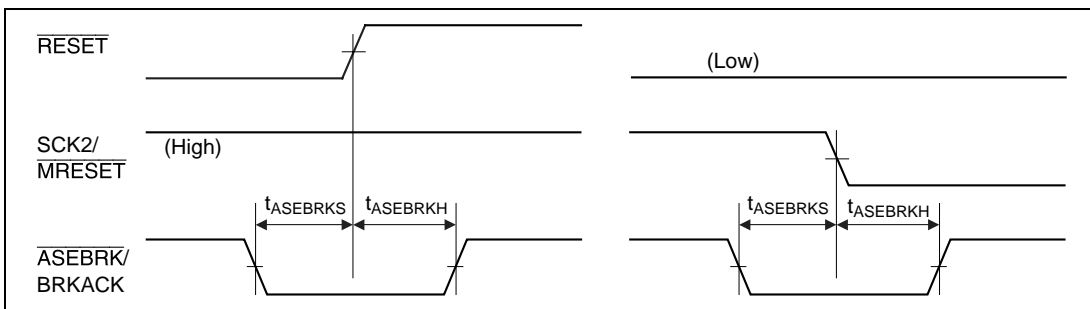 RESET
(Low)
SCK2/
MRESET
(High)
tASEBRKS tASEBRKH
tASEBRKS tASEBRKH
ASEBRK/
BRKACK